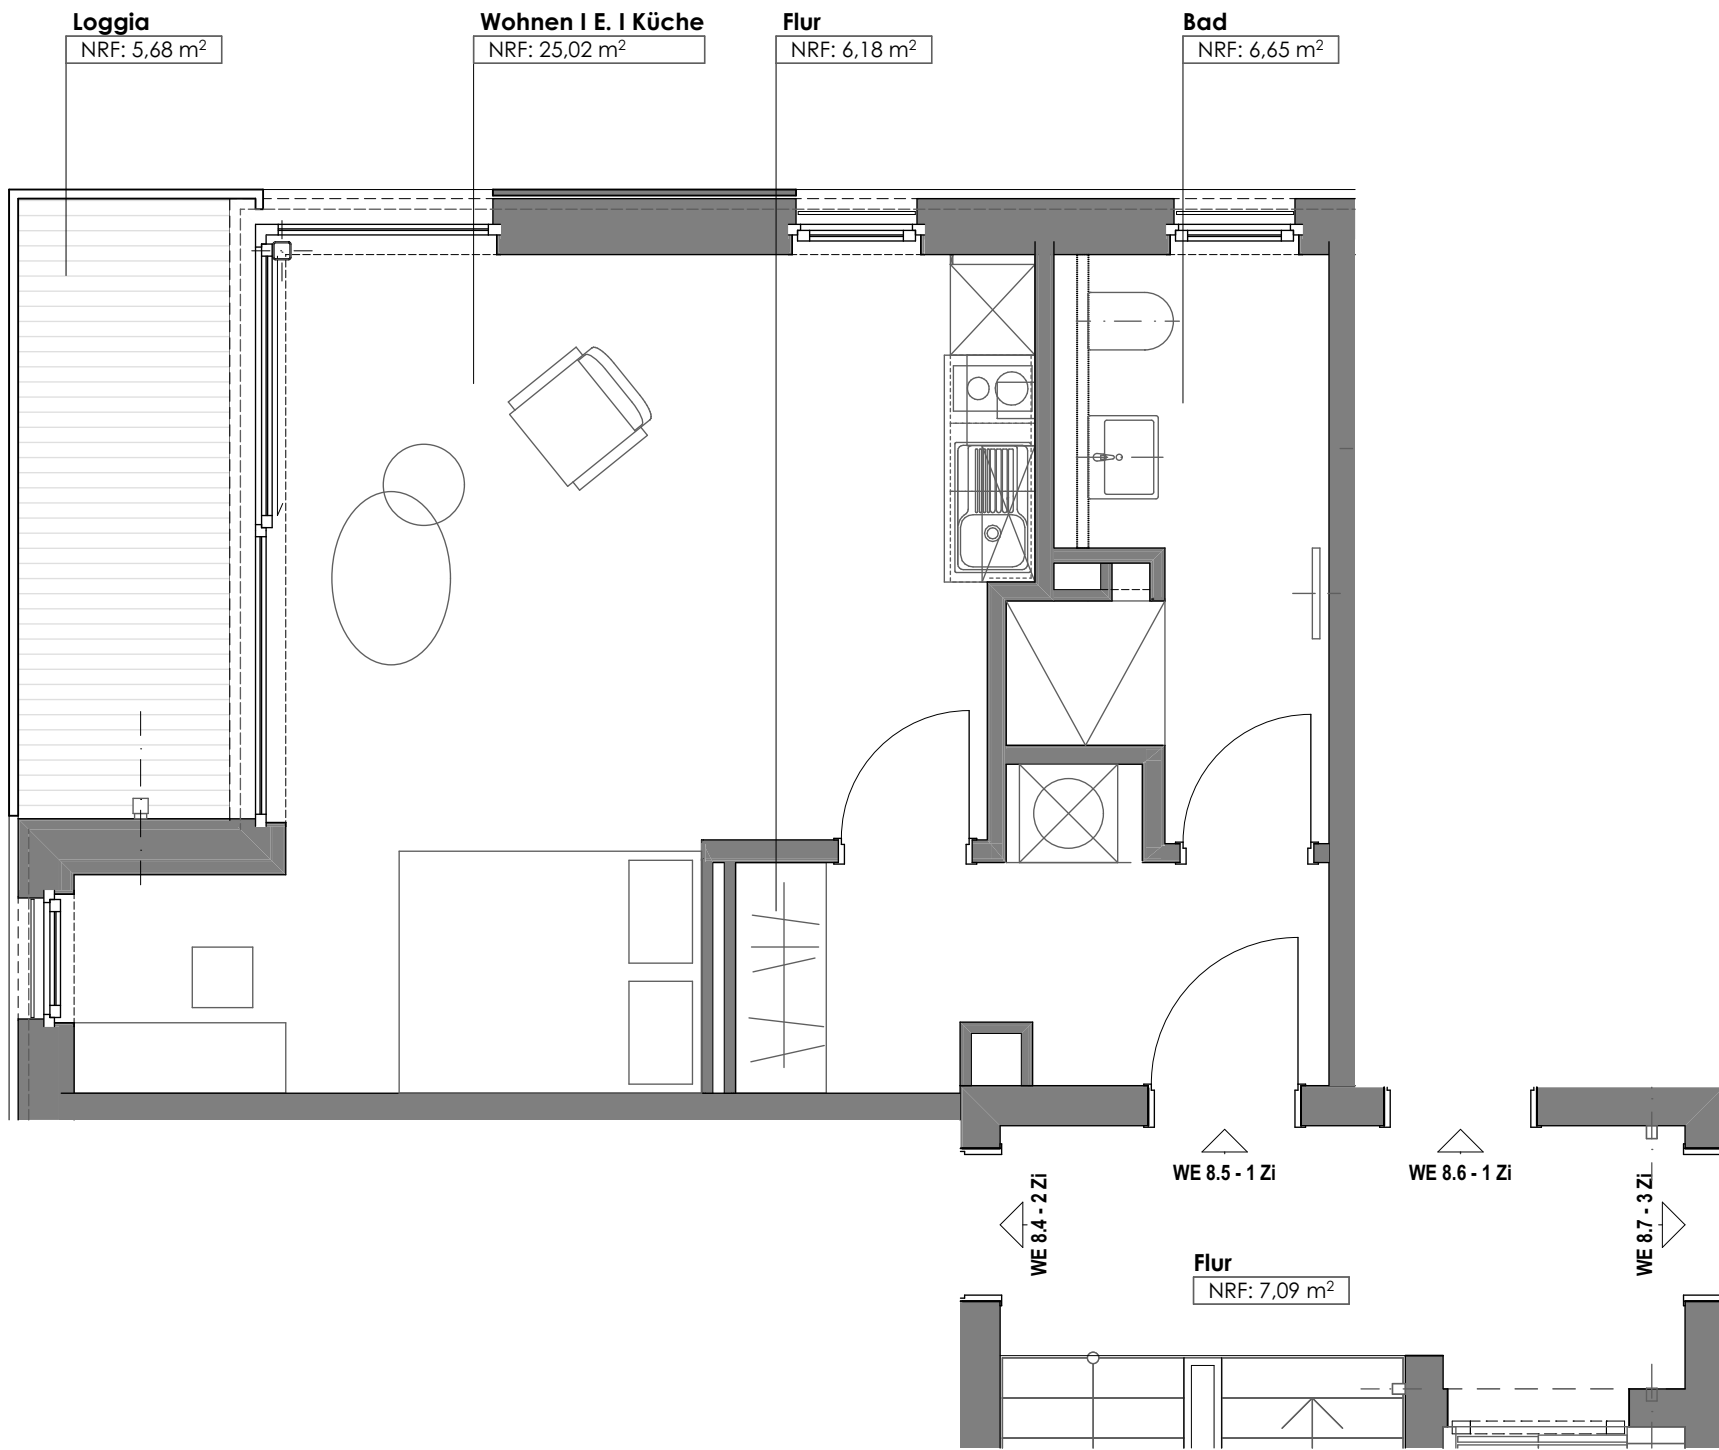 Loggia
NRF: 5,68 m²
Wohnen I E. I Küche
NRF: 25,02 m²
Flur
NRF: 6,18 m²
Bad
NRF: 6,65 m²
WE 8.5 - 1 Zi
WE 8.6 - 1 Zi
WE 8.4 - 2 Zi
WE 8.7 - 3 Zi
Flur
NRF: 7,09 m²